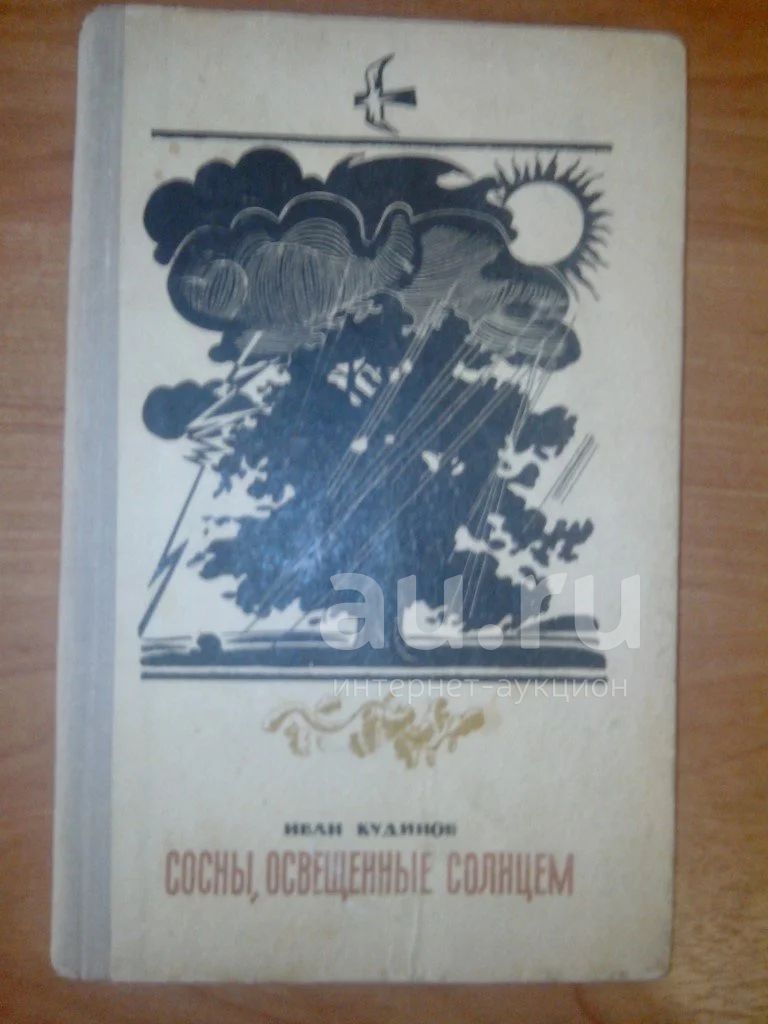 au.ru
интернет-аукцион
ИВАН КУДИНОВ
СОСНЫ, ОСВЕЩЕННЫЕ СОЛНЦЕМ